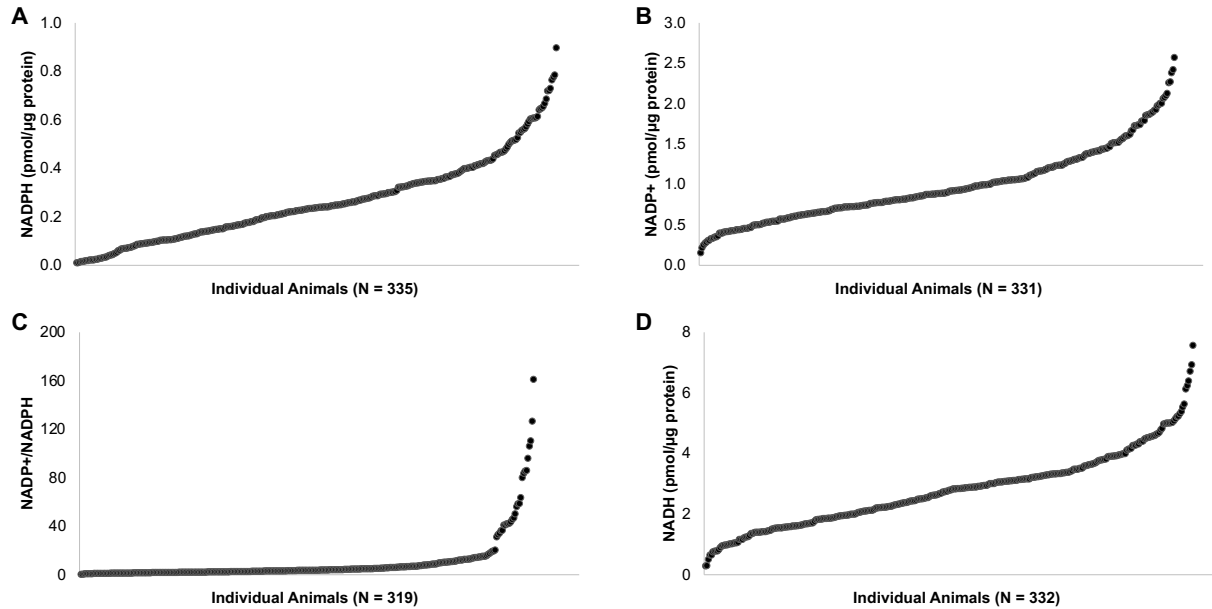 A
NADPH (pmol/µg protein)
1.0
0.8
0.6
0.4
0.2
0.0
Individual Animals (N = 335)
B
NADP+ (pmol/µg protein)
3.0
2.5
2.0
1.5
1.0
0.5
0.0
Individual Animals (N = 331)
C
NADP+/NADPH
200
160
120
80
40
0
Individual Animals (N = 319)
D
NADH (pmol/µg protein)
8
6
4
2
0
Individual Animals (N = 332)